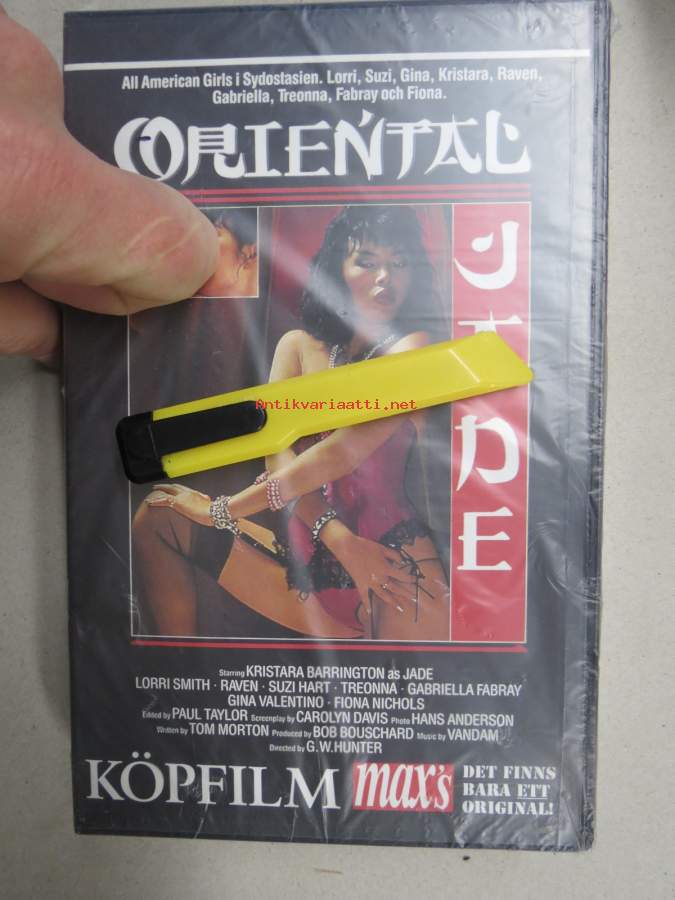 All American Girls i Sydostasien. Lorri, Suzi, Gina, Kristara, Raven,
Gabriella, Treonna, Fabray och Fiona.
ORIENTAL
JADE
Antikvariaatti.net
Starring KRISTARA BARRINGTON as JADE
LORRI SMITH · RAVEN · SUZI HART · TREONNA · GABRIELLA FABRAY
GINA VALENTINO · FIONA NICHOLS
Edited by PAUL TAYLOR Screenplay by CAROLYN DAVIS Photo HANS ANDERSON
Written by TOM MORTON Produced by BOB BOUSCHARD Music by VANDAM
Directed by G.W. HUNTER
KÖPFILM max's
DET FINNS
BARA ETT
ORIGINAL!